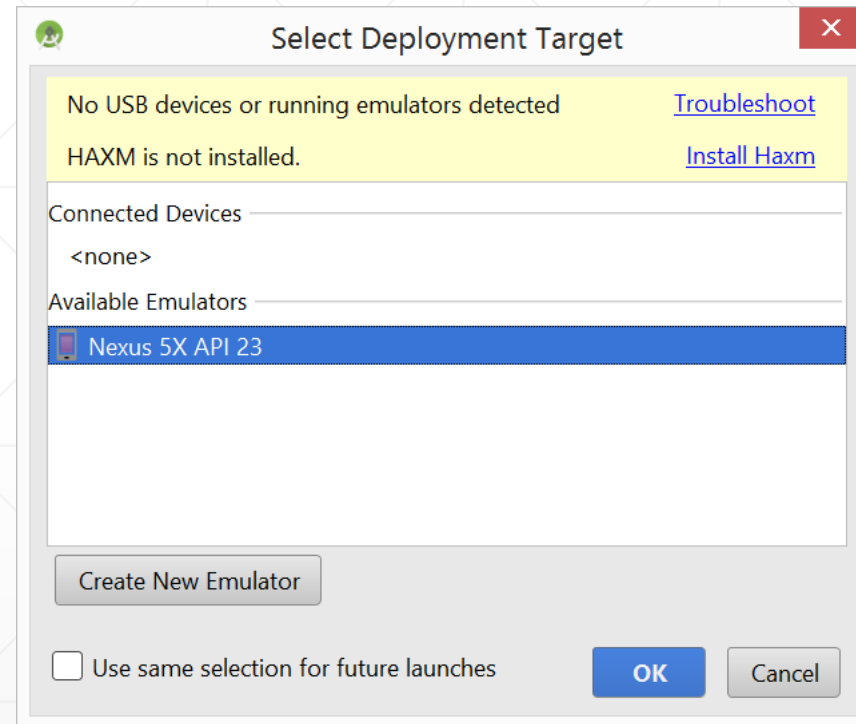 Select Deployment Target
No USB devices or running emulators detected Troubleshoot
HAXM is not installed. Install Haxm
Connected Devices
<none>
Available Emulators
Nexus 5X API 23
Create New Emulator
Use same selection for future launches OK Cancel